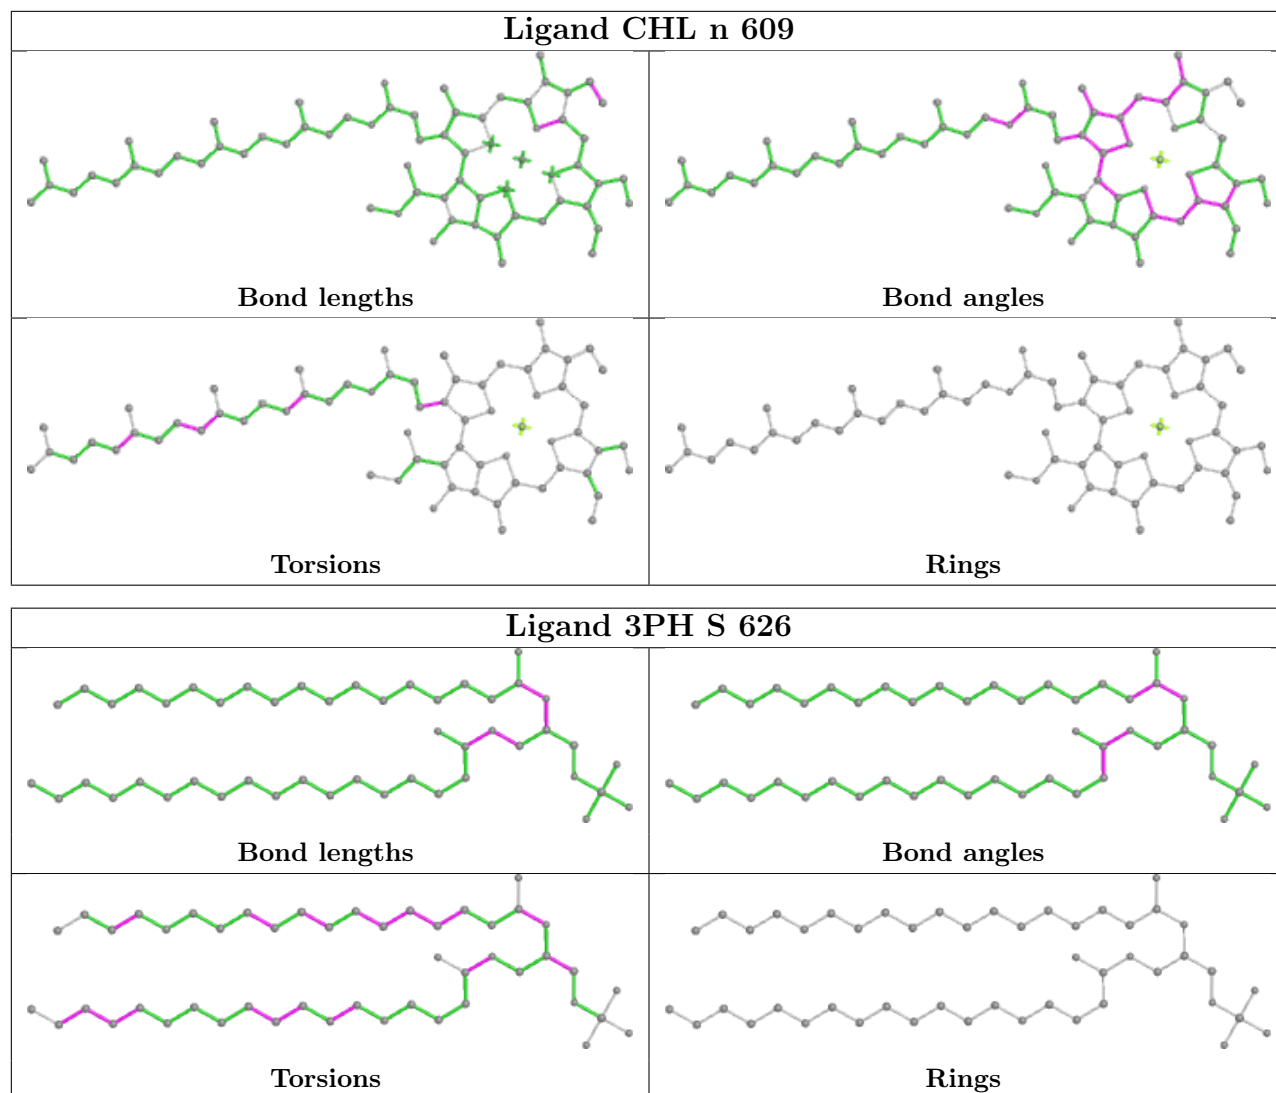 Ligand CHL n 609
Bond lengths
Bond angles
Torsions
Rings
Ligand 3PH S 626
Bond lengths
Bond angles
Torsions
Rings